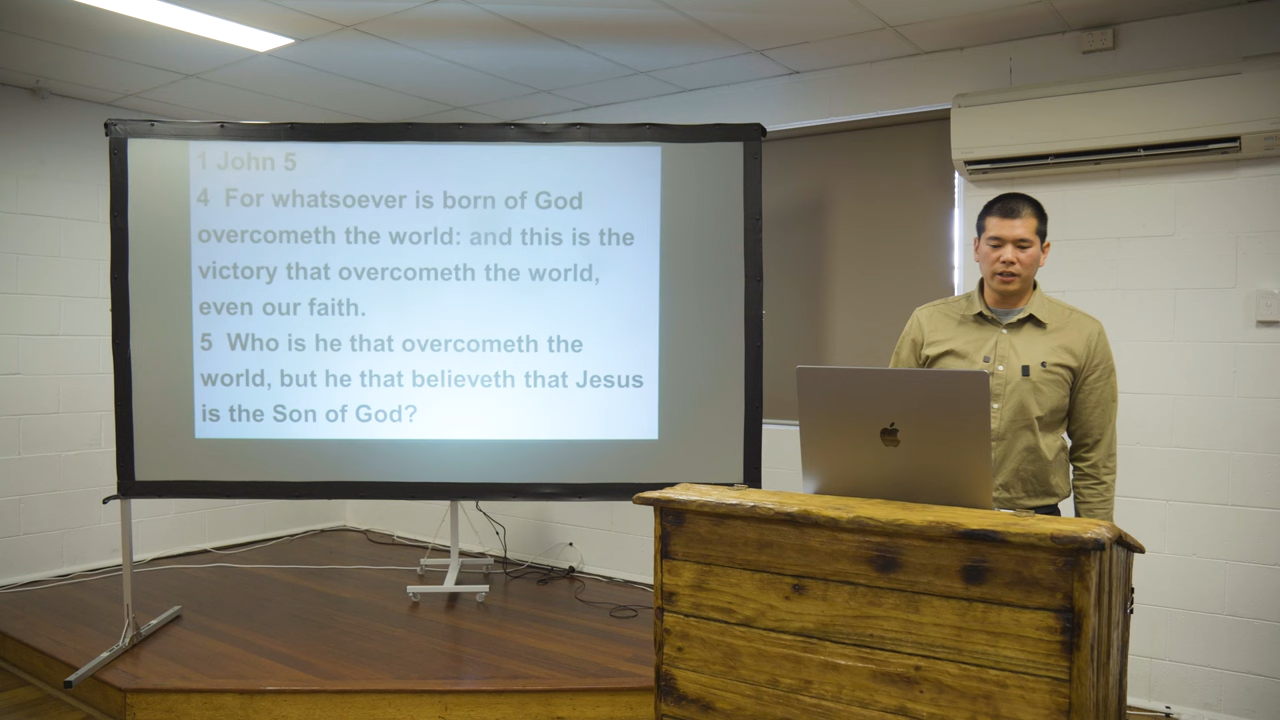 1 John 5
4 For whatsoever is born of God
overcometh the world: and this is the
victory that overcometh the world,
even our faith.
5 Who is he that overcometh the
world, but he that believeth that Jesus
is the Son of God?